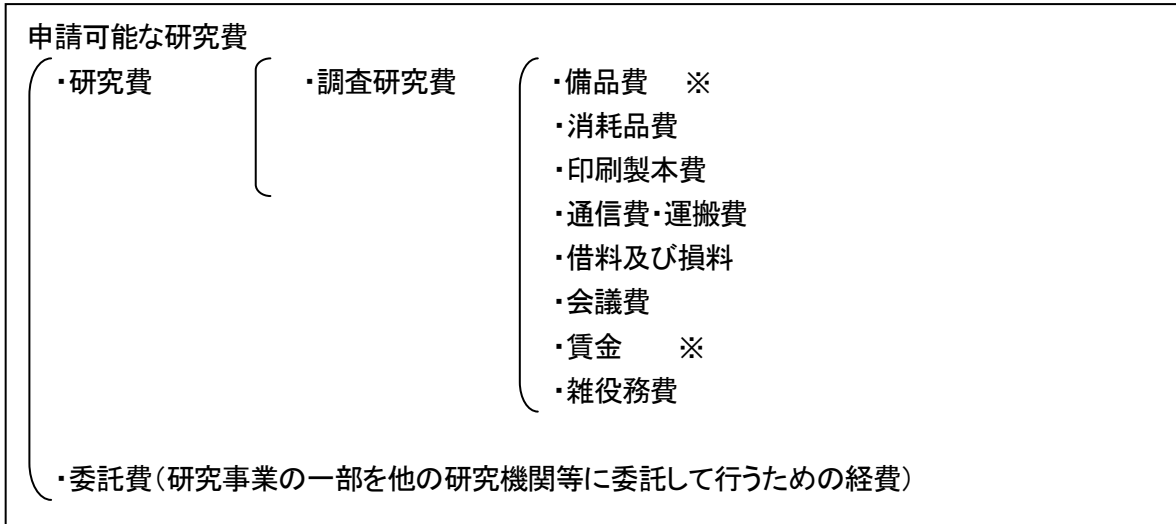 申請可能な研究費
・研究費 ・調査研究費 ・備品費 ※
・消耗品費
・印刷製本費
・通信費・運搬費
・借料及び損料
・会議費
・賃金 ※
・雑役務費
・委託費（研究事業の一部を他の研究機関等に委託して行うための経費）